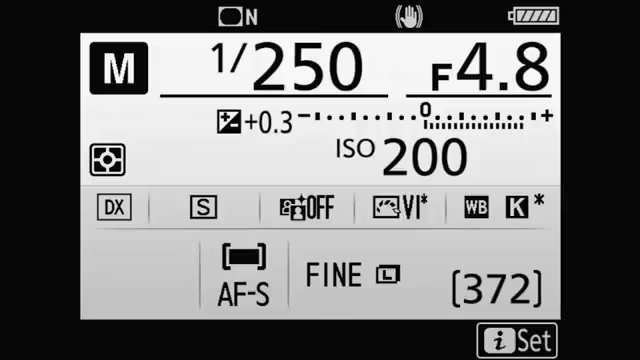 N
M 1/250 F4.8
+0.3 - 0 +
ISO 200
DX S OFF VI* WB K*
AF-S FINE L [372]
i Set